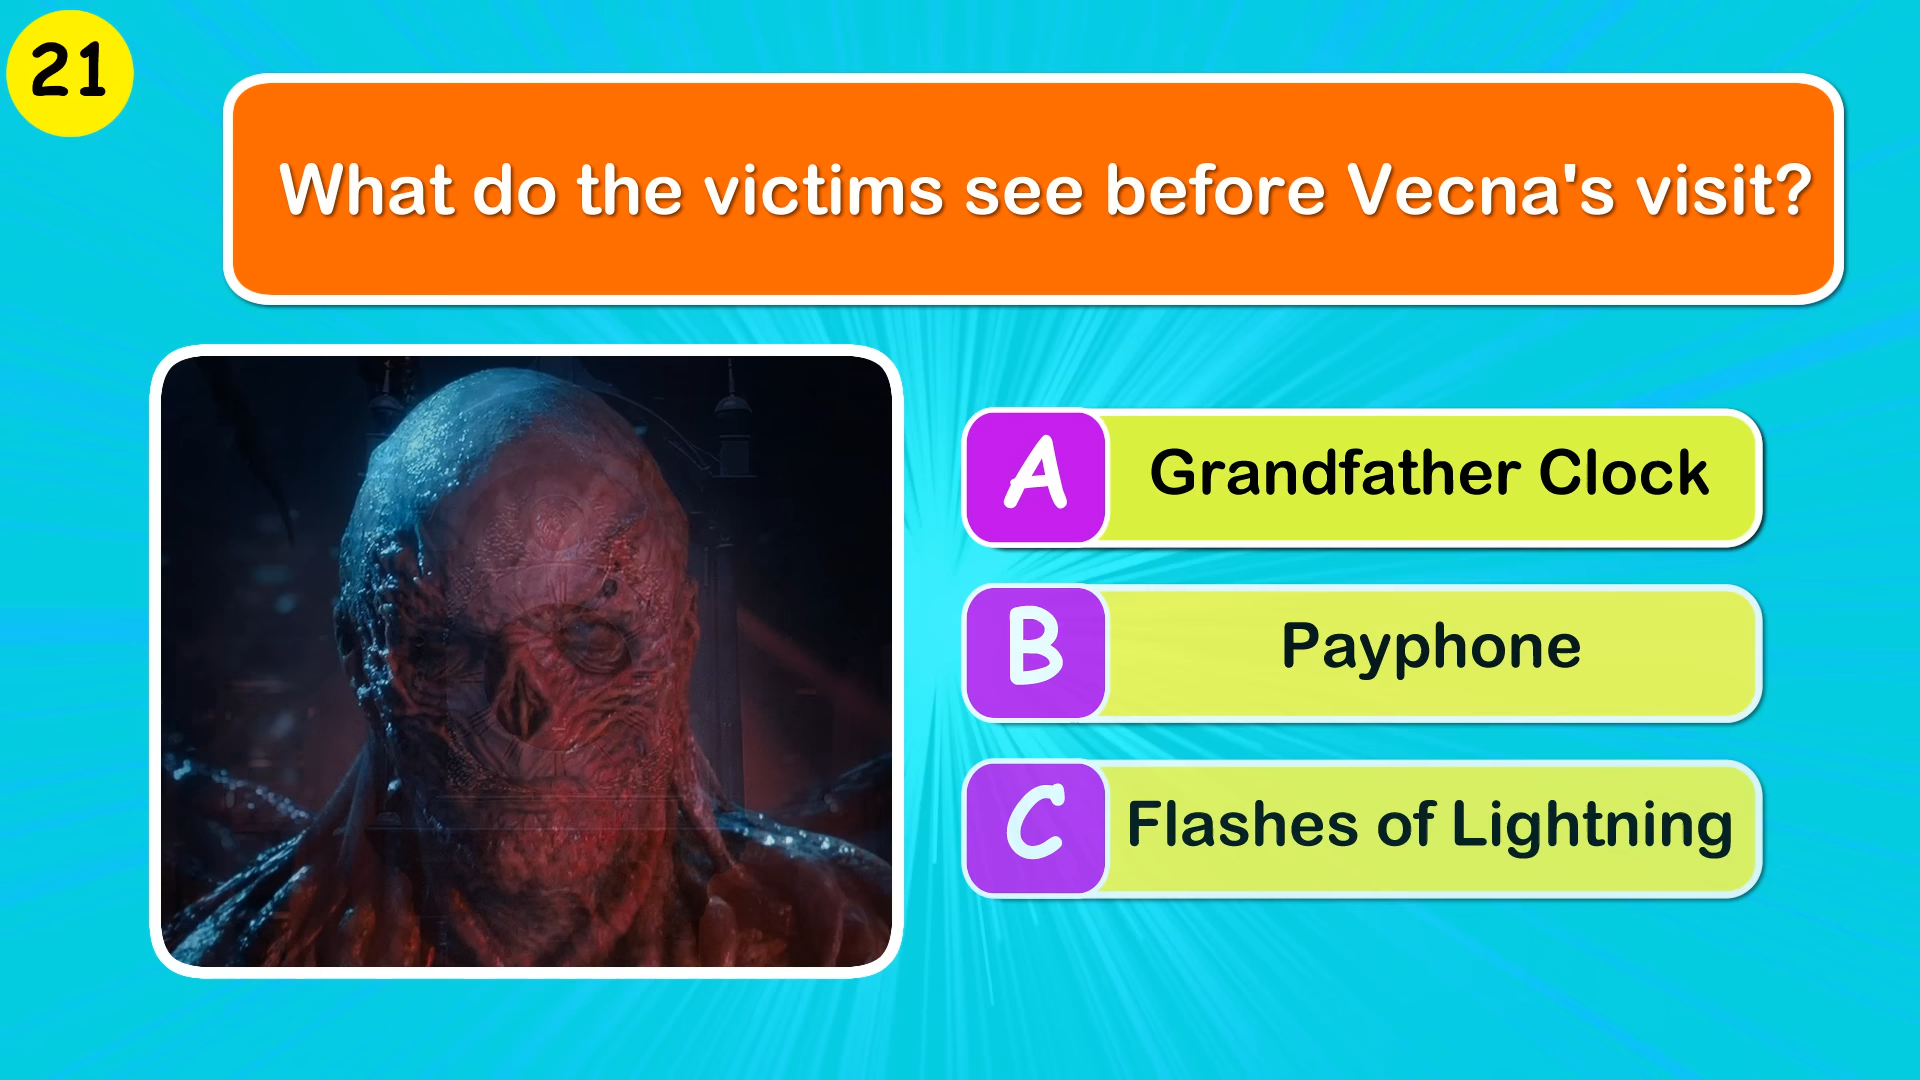 21
What do the victims see before Vecna's visit?
A
Grandfather Clock
B
Payphone
C
Flashes of Lightning